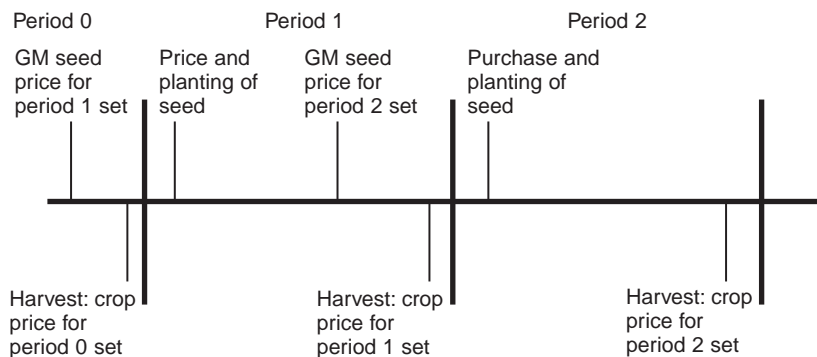 Period 0
Period 1
Period 2
GM seed
price for
period 1 set
Price and
planting of
seed
GM seed
price for
period 2 set
Purchase and
planting of
seed
Harvest: crop
price for
period 0 set
Harvest: crop
price for
period 1 set
Harvest: crop
price for
period 2 set